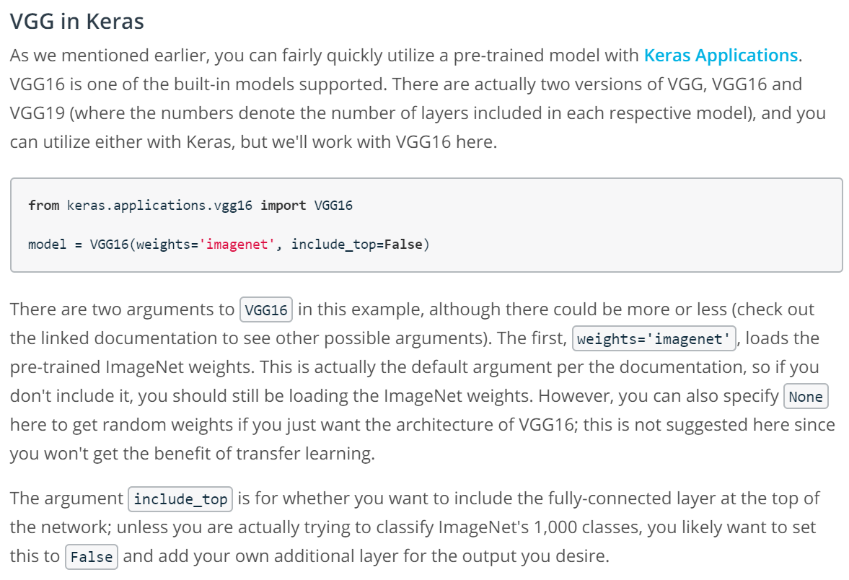 VGG in Keras
As we mentioned earlier, you can fairly quickly utilize a pre-trained model with Keras Applications.
VGG16 is one of the built-in models supported. There are actually two versions of VGG, VGG16 and
VGG19 (where the numbers denote the number of layers included in each respective model), and you
can utilize either with Keras, but we'll work with VGG16 here.
from keras.applications.vgg16 import VGG16
model = VGG16(weights='imagenet', include_top=False)
There are two arguments to VGG16 in this example, although there could be more or less (check out
the linked documentation to see other possible arguments). The first, weights='imagenet', loads the
pre-trained ImageNet weights. This is actually the default argument per the documentation, so if you
don't include it, you should still be loading the ImageNet weights. However, you can also specify None
here to get random weights if you just want the architecture of VGG16; this is not suggested here since
you won't get the benefit of transfer learning.
The argument include_top is for whether you want to include the fully-connected layer at the top of
the network; unless you are actually trying to classify ImageNet's 1,000 classes, you likely want to set
this to False and add your own additional layer for the output you desire.